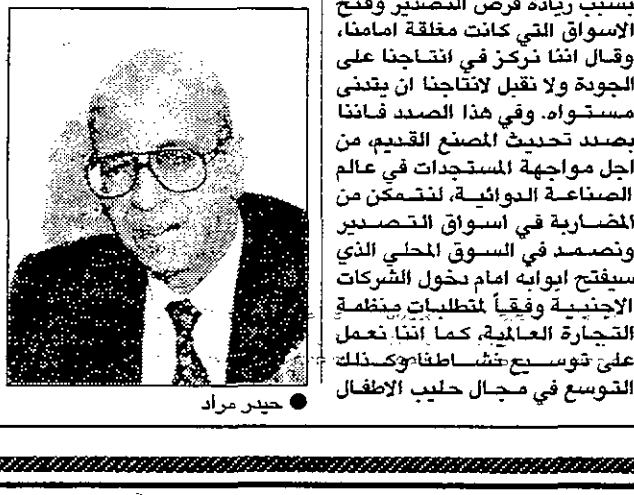 بسبب زيادة فرص التصدير وفتح
الاسواق التي كانت مغلقة امامنا،
وقال اننا نركز في انتاجنا على
الجودة ولا نقبل لانتاجنا ان يتدنى
مستواه. وفي هذا الصدد فاننا
بصدد تحديث المصنع القديم، من
اجل مواجهة المستجدات في عالم
الصناعة الدوائية، لنتمكن من
المضاربة في اسواق التصدير
ونصمد في السوق المحلي الذي
سيفتح ابوابه امام دخول الشركات
الاجنبية وفقياً لمتطلبات منظمة
التجارة العالمية، كما اننا نعمل
على توسيع نشاطنا وكذلك
التوسع في مجال حليب الاطفال
● حيدر مراد